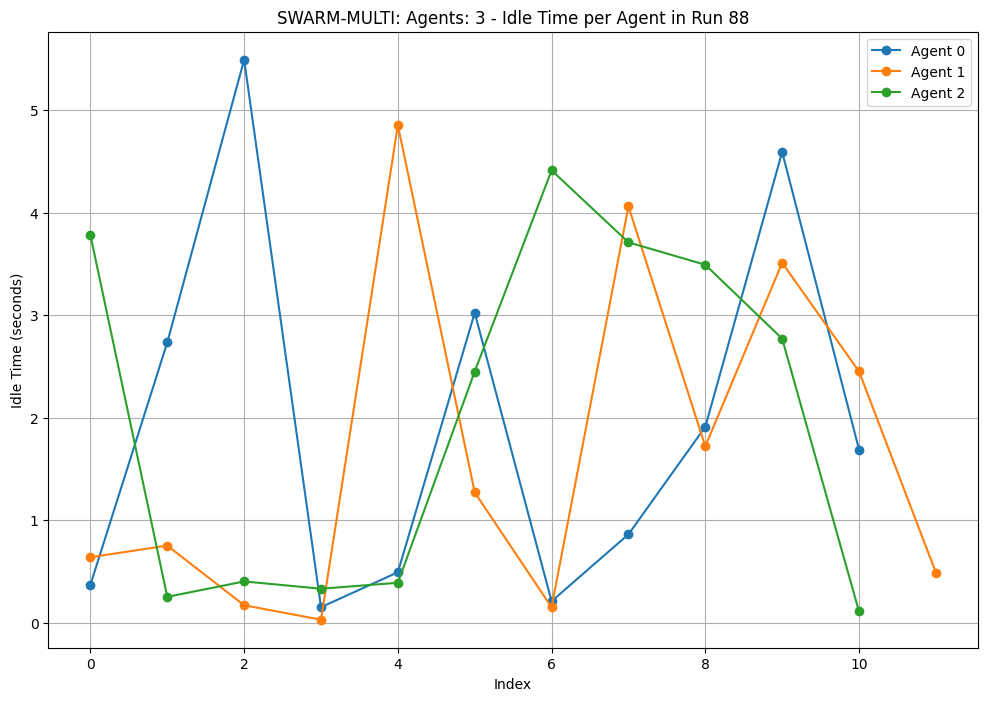 SWARM-MULTI: Agents: 3 - Idle Time per Agent in Run 88
Agent 0
Agent 1
Agent 2
Idle Time (seconds)
5
4
3
2
1
0
0 2 4 6 8 10
Index